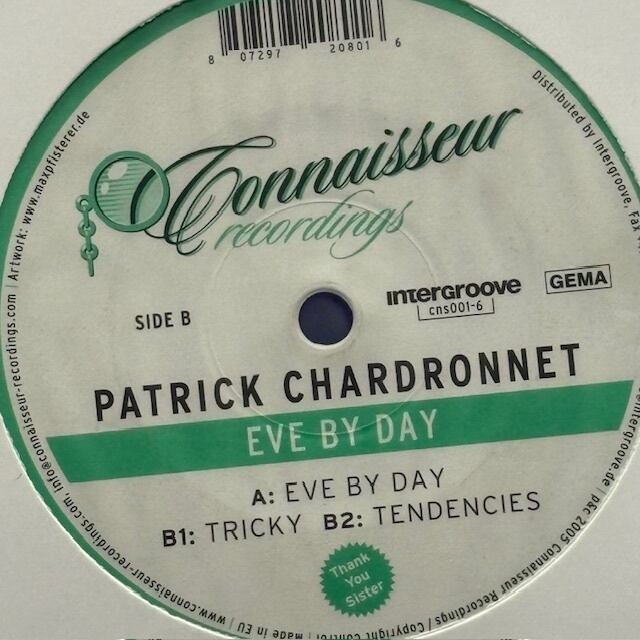 8 07297 20801 6
Connaisseur
recordings
SIDE B
intergroove
cns001-6
GEMA
PATRICK CHARDRONNET
EVE BY DAY
A: EVE BY DAY
B1: TRICKY B2: TENDENCIES
Thank
You
Sister
Distributed by Intergroove, Fax
intergroove.de | p&c 2005 Connaisseur Recordings / Copyright Control | made in EU | www.connaisseur-recordings.com, info@connaisseur-recordings.com | Artwork: www.maxpfisterer.de